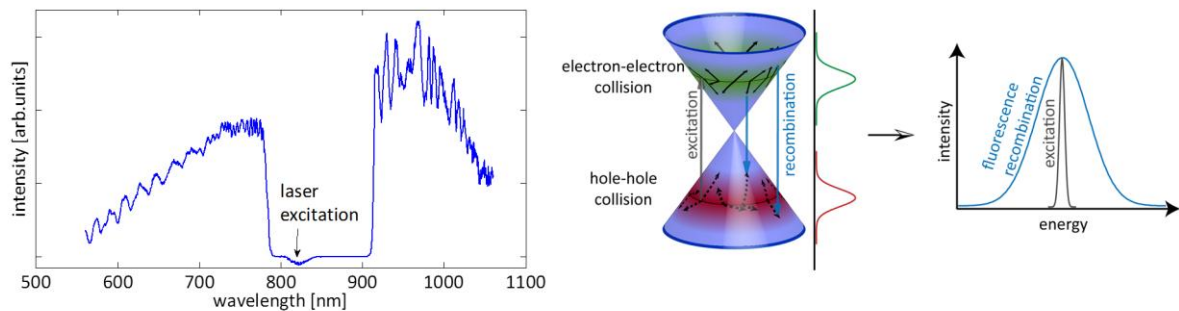 intensity [arb.units]
laser
excitation
500
600
700
800
900
1000
1100
wavelength [nm]
electron-electron
collision
excitation
recombination
hole-hole
collision
intensity
fluorescence
recombination
excitation
energy